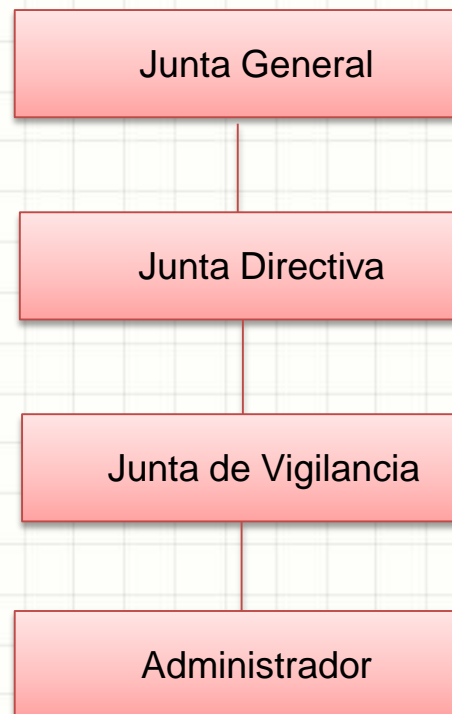 Junta General
Junta Directiva
Junta de Vigilancia
Administrador